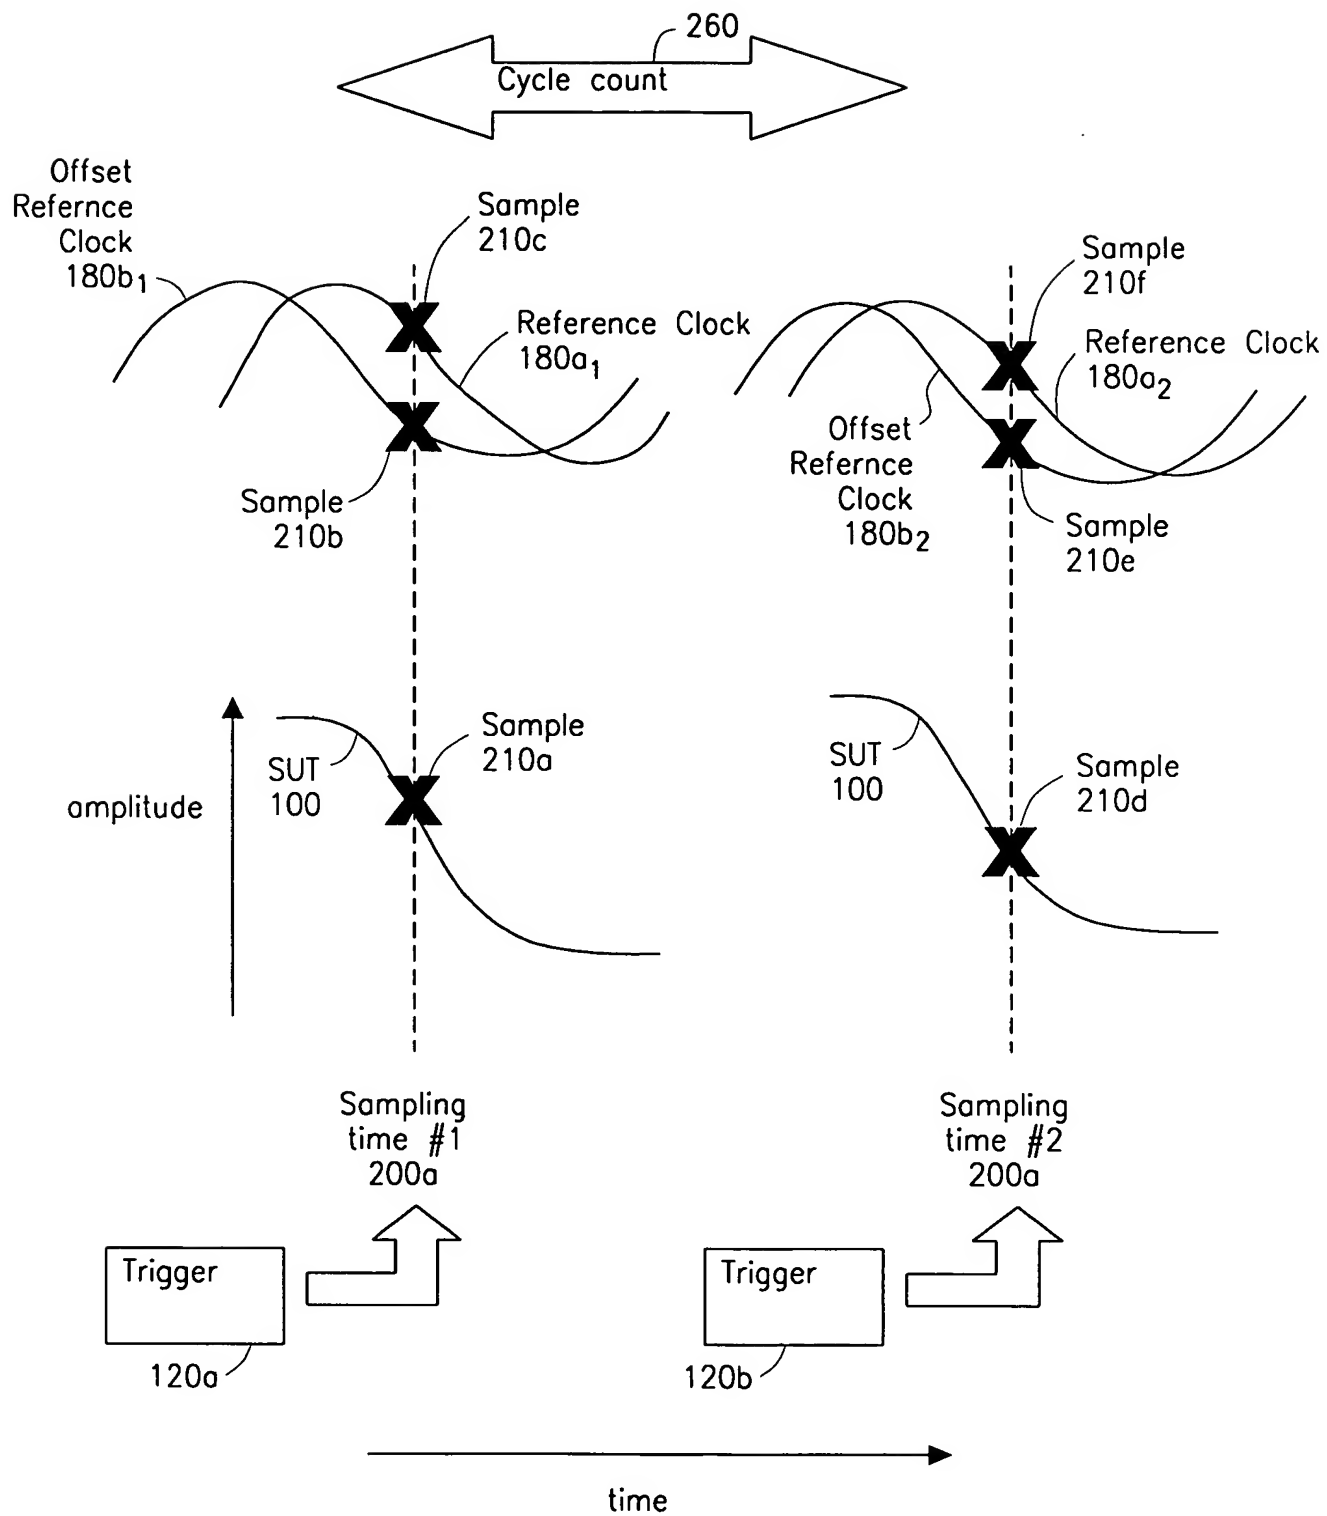 260
Cycle count
Offset
Refernce
Clock
180b1
Sample
210c
Reference Clock
180a1
Sample
210b
Sample
210f
Reference Clock
180a2
Offset
Refernce
Clock
180b2
Sample
210e
amplitude
SUT
100
Sample
210a
SUT
100
Sample
210d
Sampling
time #1
200a
Sampling
time #2
200a
Trigger
120a
Trigger
120b
time